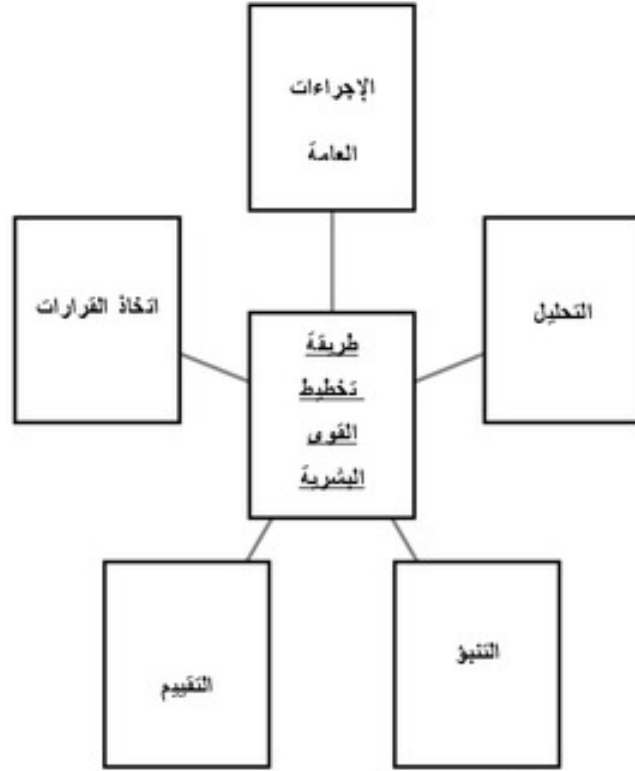 الإجراءات
العامة
اتخاذ القرارات
التحليل
طريقة
تخطيط
القوى
البشرية
التقييم
التنبؤ